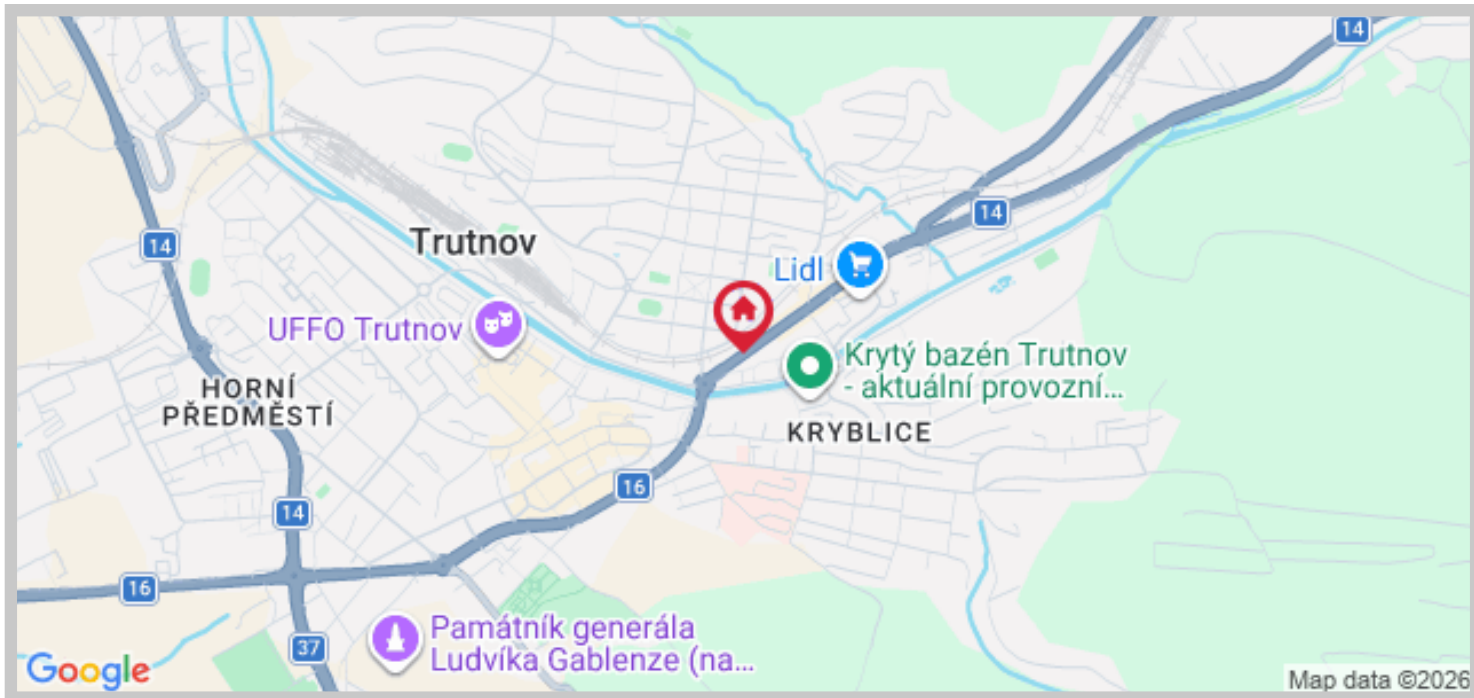 14
14
14
Trutnov
Lidl
UFFO Trutnov
Krytý bazén Trutnov
- aktuální provozní...
HORNÍ
PŘEDMĚSTÍ
KRYBLICE
16
14
16
37
Památník generála
Ludvíka Gablenze (na...
Google
Map data ©2026